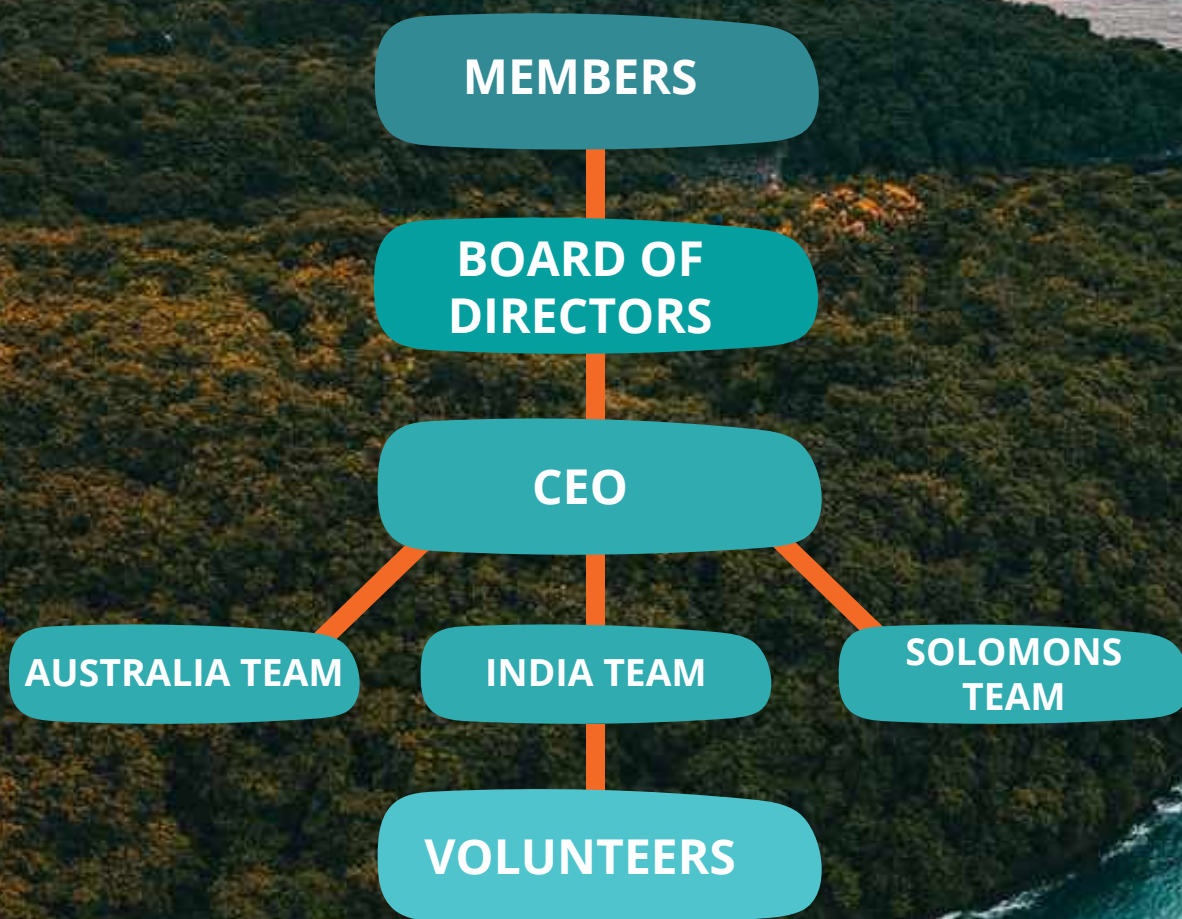 MEMBERS
BOARD OF
DIRECTORS
CEO
AUSTRALIA TEAM
INDIA TEAM
SOLOMONS
TEAM
VOLUNTEERS